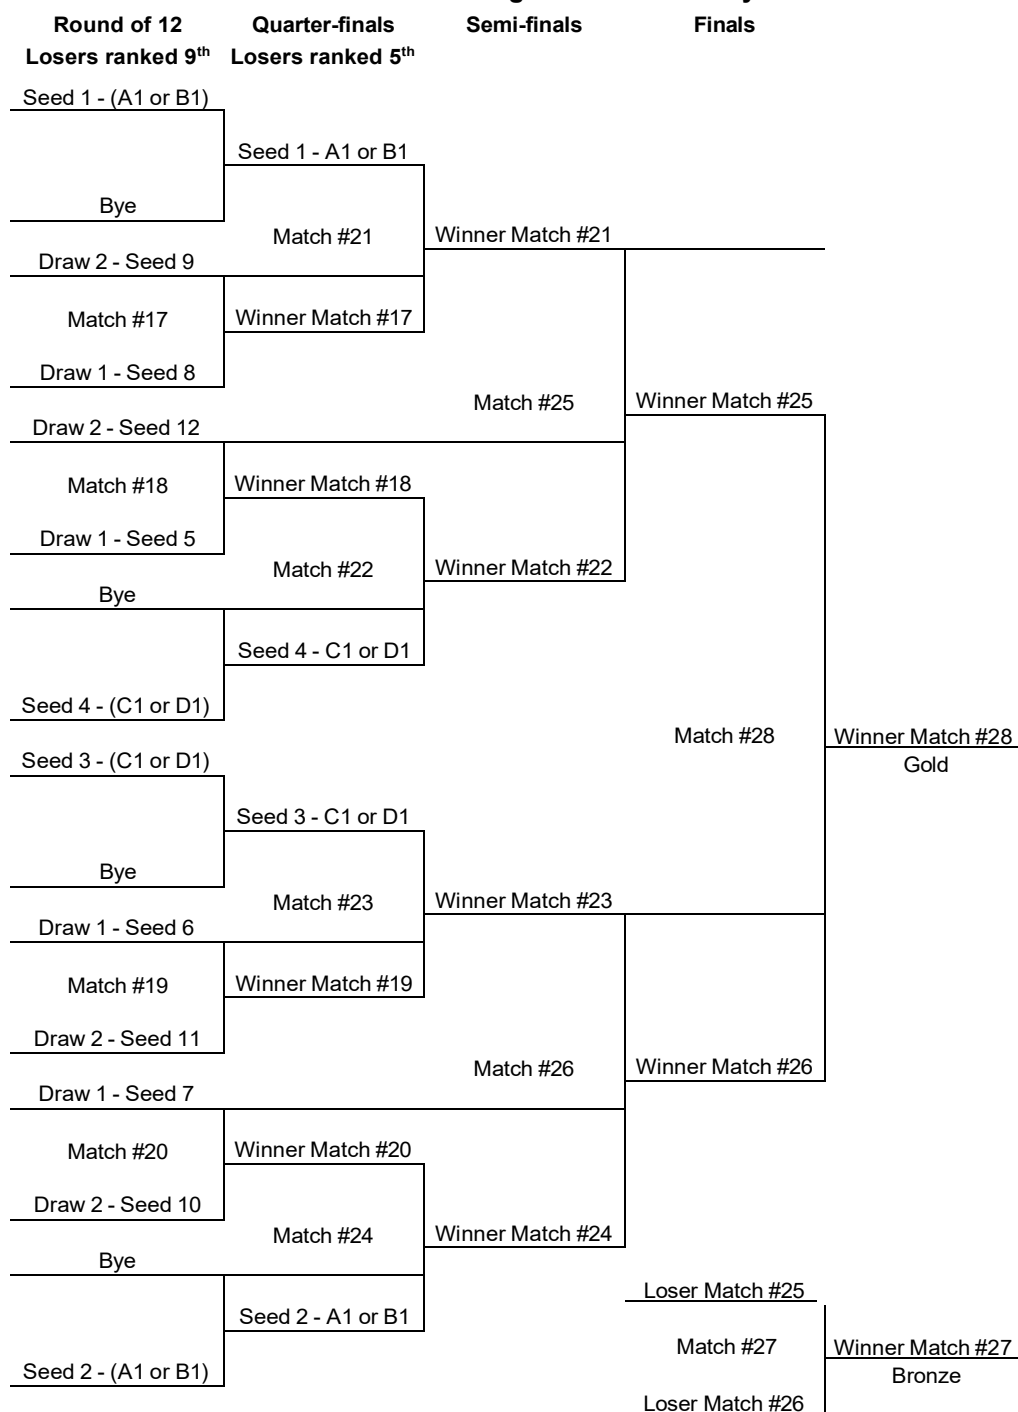 Round of 12 Quarter-finals Semi-finals Finals
Losers ranked 9th Losers ranked 5th
Seed 1 - (A1 or B1)
Seed 1 - A1 or B1
Bye
Match #21
Winner Match #21
Draw 2 - Seed 9
Match #17
Winner Match #17
Draw 1 - Seed 8
Match #25
Winner Match #25
Draw 2 - Seed 12
Match #18
Winner Match #18
Draw 1 - Seed 5
Match #22
Winner Match #22
Bye
Seed 4 - C1 or D1
Seed 4 - (C1 or D1)
Match #28
Winner Match #28
Seed 3 - (C1 or D1)
Gold
Seed 3 - C1 or D1
Bye
Match #23
Winner Match #23
Draw 1 - Seed 6
Match #19
Winner Match #19
Draw 2 - Seed 11
Match #26
Winner Match #26
Draw 1 - Seed 7
Match #20
Winner Match #20
Draw 2 - Seed 10
Match #24
Winner Match #24
Bye
Loser Match #25
Seed 2 - A1 or B1
Match #27
Winner Match #27
Seed 2 - (A1 or B1)
Bronze
Loser Match #26